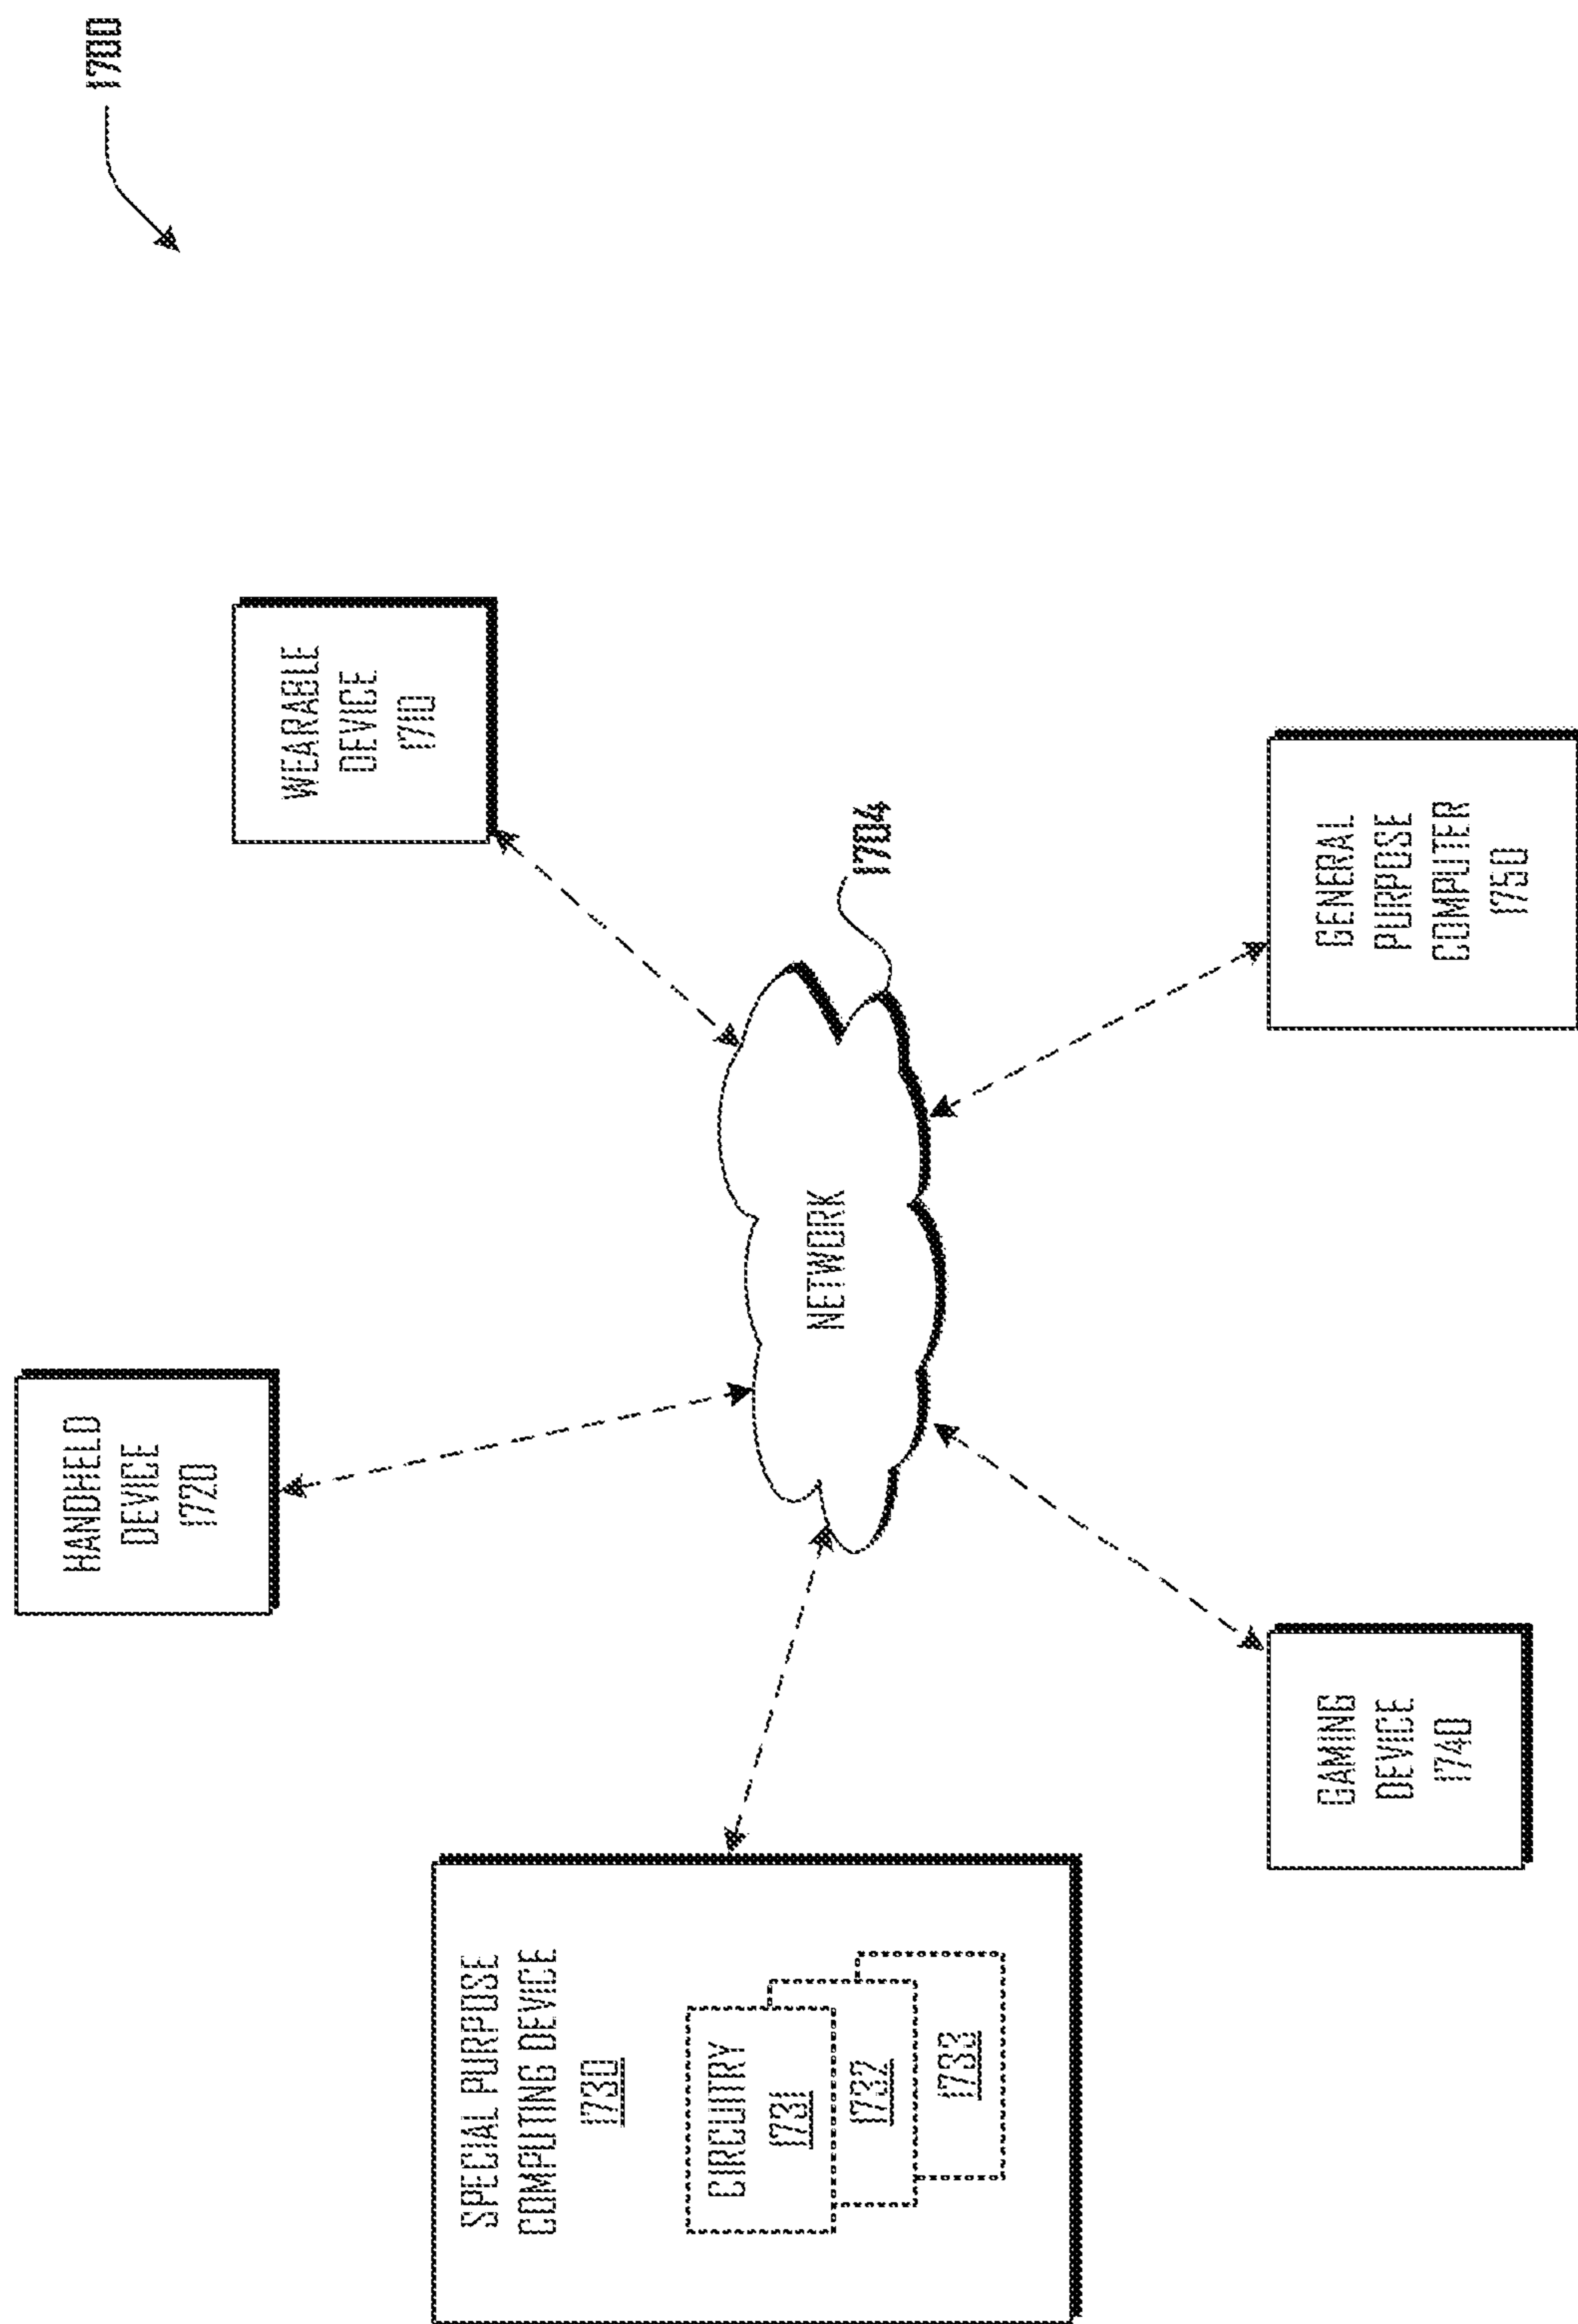 1700
HANDHELD
DEVICE
1720
WEARABLE
DEVICE
1710
SPECIAL PURPOSE
COMPUTING DEVICE
1730
CIRCUITRY
1731
1732
1733
NETWORK
1704
GAMING
DEVICE
1740
GENERAL
PURPOSE
COMPUTER
1750